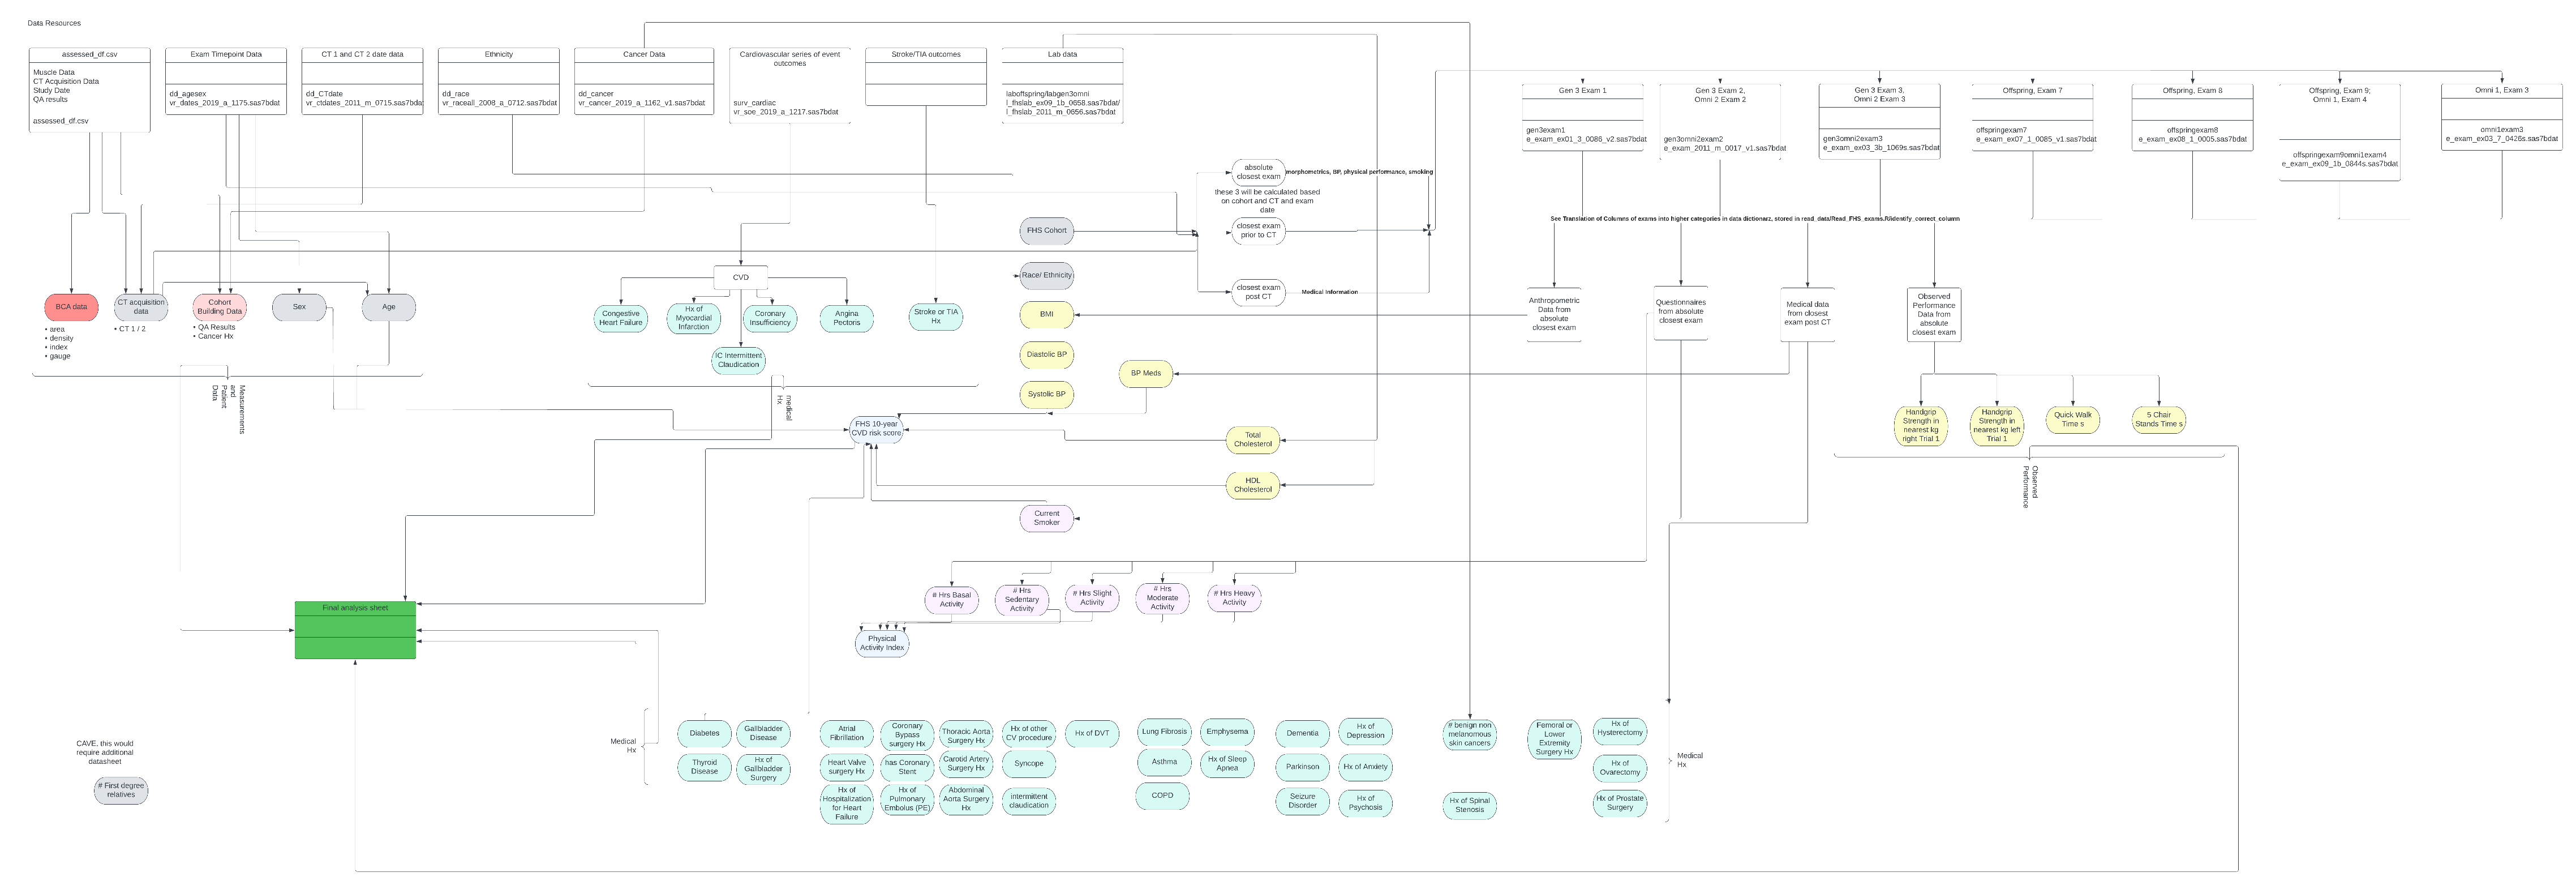 Data Resources
assessed_df.csv
Muscle Data
CT Acquisition Data
Study Date
QA results
assessed_df.csv
Exam Timepoint Data
dd_agesex
vr_dates_2019_a_1175.sas7bdat
CT 1 and CT 2 date data
dd_CTdate
vr_ctdates_2011_m_0715.sas7bdat
Ethnicity
dd_race
vr_raceall_2008_a_0712.sas7bdat
Cancer Data
dd_cancer
vr_cancer_2019_a_1162_v1.sas7bdat
Cardiovascular series of event
outcomes
surv_cardiac
vr_soe_2019_a_1217.sas7bdat
Stroke/TIA outcomes
Lab data
laboffspring/labgen3omni
l_fhslab_ex09_1b_0658.sas7bdat/
l_fhslab_2011_m_0656.sas7bdat
Gen 3 Exam 1
gen3exam1
e_exam_ex01_3_0086_v2.sas7bdat
Gen 3 Exam 2,
Omni 2 Exam 2
gen3omni2exam2
e_exam_2011_m_0017_v1.sas7bdat
Gen 3 Exam 3,
Omni 2 Exam 3
gen3omni2exam3
e_exam_ex03_3b_1069s.sas7bdat
Offspring, Exam 7
offspringexam7
e_exam_ex07_1_0085_v1.sas7bdat
Offspring, Exam 8
offspringexam8
e_exam_ex08_1_0005.sas7bdat
Offspring, Exam 9;
Omni 1, Exam 4
offspringexam9omni1exam4
e_exam_ex09_1b_0844s.sas7bdat
Omni 1, Exam 3
omni1exam3
e_exam_ex03_7_0426s.sas7bdat
absolute
closest exam
morphometrics, BP, physical performance, smoking
these 3 will be calculated based
on cohort and CT and exam
date
closest exam
prior to CT
closest exam
post CT
Medical Information
See Translation of Columns of exams into higher categories in data dictionarz, stored in read_data/Read_FHS_exams.R/identify_correct_column
FHS Cohort
Race/ Ethnicity
BMI
Diastolic BP
Systolic BP
BP Meds
BCA data
• area
• density
• index
• gauge
CT acquisition
data
• CT 1 / 2
Cohort
Building Data
• QA Results
• Cancer Hx
Sex
Age
Measurements
and
Patient
Data
CVD
Congestive
Heart Failure
Hx of
Myocardial
Infarction
Coronary
Insufficiency
Angina
Pectoris
IC Intermittent
Claudication
Stroke or TIA
Hx
medical
Hx
Anthropometric
Data from
absolute
closest exam
Questionnaires
from absolute
closest exam
Medical data
from closest
exam post CT
Observed
Performance
Data from
absolute
closest exam
Handgrip
Strength in
nearest kg
right Trial 1
Handgrip
Strength in
nearest kg left
Trial 1
Quick Walk
Time s
5 Chair
Stands Time s
Observed
Performance
FHS 10-year
CVD risk score
Total
Cholesterol
HDL
Cholesterol
Current
Smoker
# Hrs Basal
Activity
# Hrs
Sedentary
Activity
# Hrs Slight
Activity
# Hrs
Moderate
Activity
# Hrs Heavy
Activity
Physical
Activity Index
Final analysis sheet
Medical
Hx
Diabetes
Gallbladder
Disease
Thyroid
Disease
Hx of
Gallbladder
Surgery
Atrial
Fibrillation
Coronary
Bypass
surgery Hx
Thoracic Aorta
Surgery Hx
Hx of other
CV procedure
Hx of DVT
Heart Valve
surgery Hx
has Coronary
Stent
Carotid Artery
Surgery Hx
Syncope
Hx of
Hospitalization
for Heart
Failure
Hx of
Pulmonary
Embolus (PE)
Abdominal
Aorta Surgery
Hx
intermittent
claudication
Lung Fibrosis
Emphysema
Asthma
Hx of Sleep
Apnea
COPD
Dementia
Hx of
Depression
Parkinson
Hx of Anxiety
Seizure
Disorder
Hx of
Psychosis
# benign non
melanomous
skin cancers
Hx of Spinal
Stenosis
Femoral or
Lower
Extremity
Surgery Hx
Hx of
Hysterectomy
Hx of
Ovarectomy
Hx of Prostate
Surgery
Medical
Hx
CAVE, this would
require additional
datasheet
# First degree
relatives